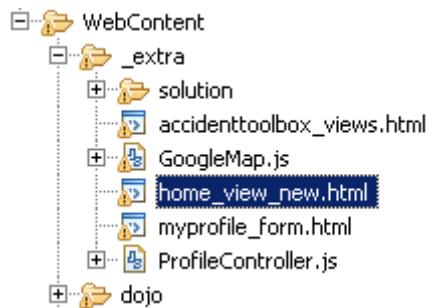 WebContent
_extra
solution
accidenttoolbox_views.html
GoogleMap.js
home_view_new.html
myprofile_form.html
ProfileController.js
dojo